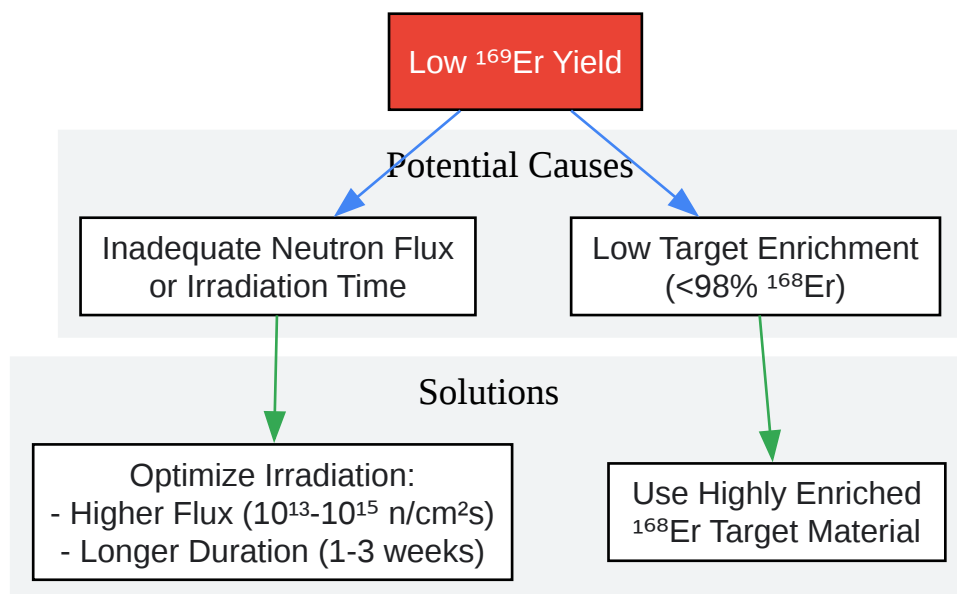 Low ¹⁶⁹Er Yield
Potential Causes
Inadequate Neutron Flux
or Irradiation Time
Low Target Enrichment
(<98% ¹⁶⁸Er)
Solutions
Optimize Irradiation:
- Higher Flux (10¹³-10¹⁵ n/cm²s)
- Longer Duration (1-3 weeks)
Use Highly Enriched
¹⁶⁸Er Target Material